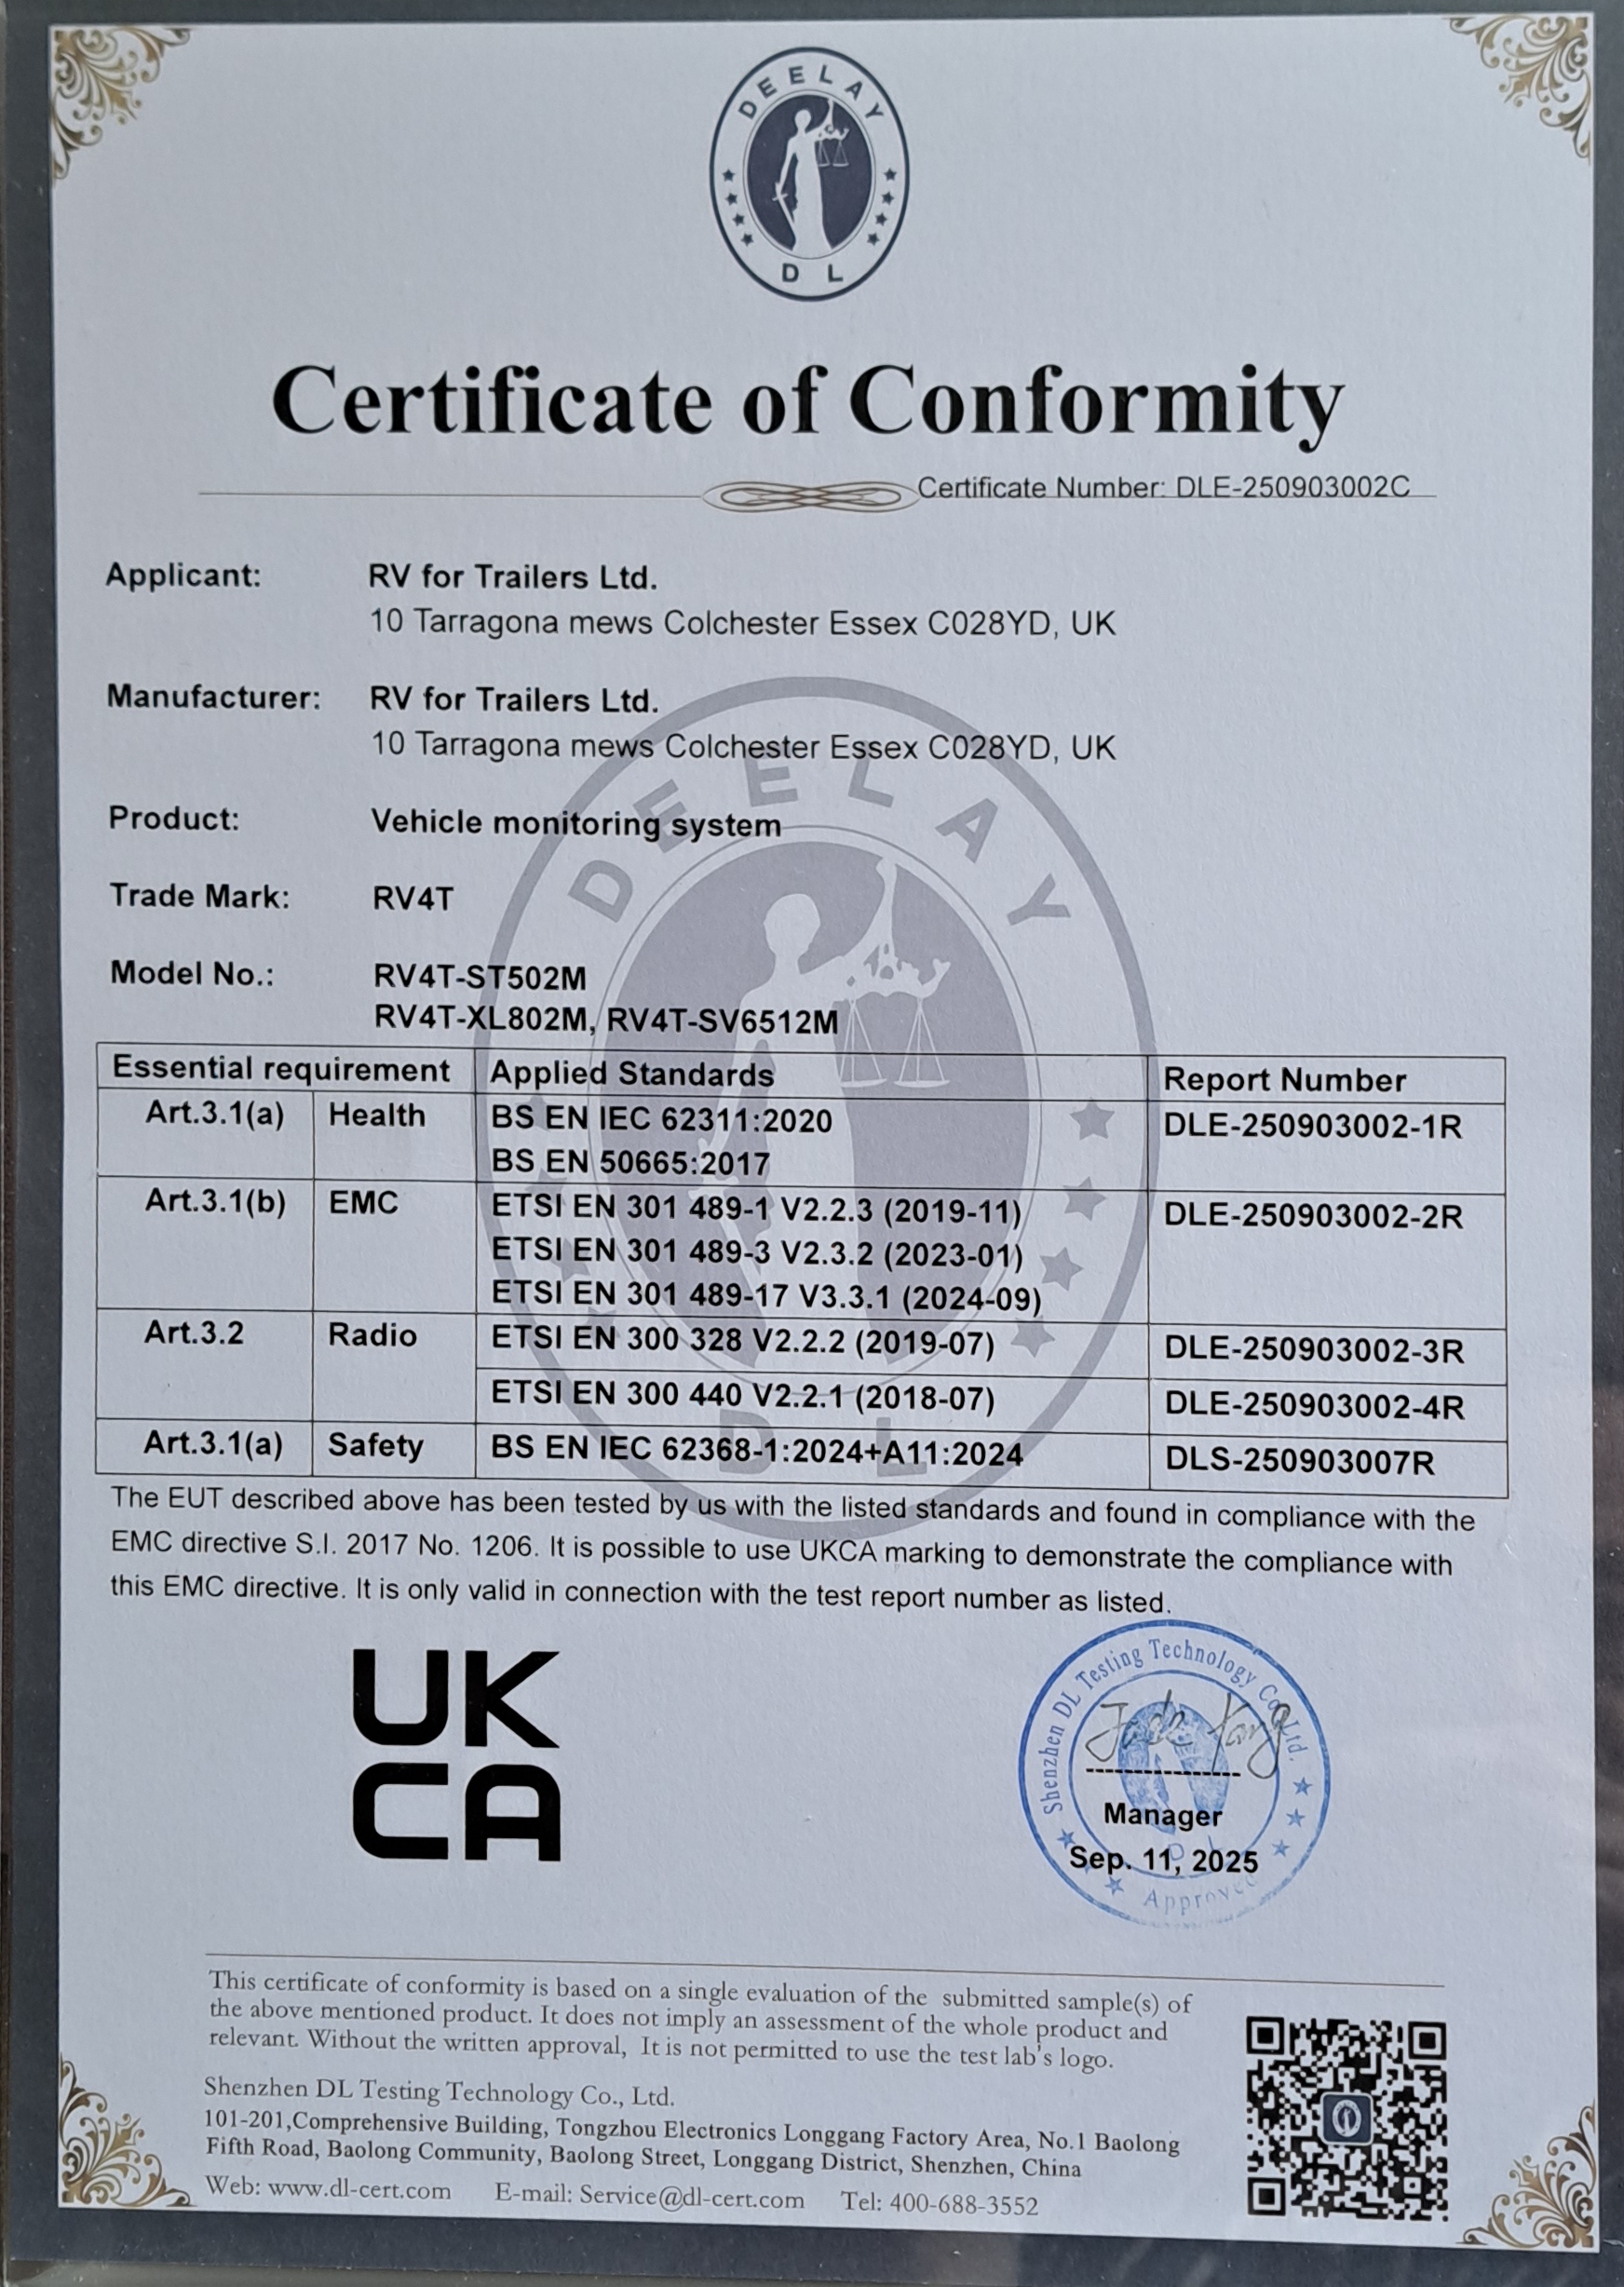 DEELAY
DL
Certificate of Conformity
Certificate Number: DLE-250903002C
Applicant: RV for Trailers Ltd.
10 Tarragona mews Colchester Essex C028YD, UK
Manufacturer: RV for Trailers Ltd.
10 Tarragona mews Colchester Essex C028YD, UK
Product: Vehicle monitoring system
Trade Mark: RV4T
Model No.: RV4T-ST502M
RV4T-XL802M, RV4T-SV6512M
Essential requirement Applied Standards Report Number
Art.3.1(a) Health BS EN IEC 62311:2020 DLE-250903002-1R
BS EN 50665:2017
Art.3.1(b) EMC ETSI EN 301 489-1 V2.2.3 (2019-11) DLE-250903002-2R
ETSI EN 301 489-3 V2.3.2 (2023-01)
ETSI EN 301 489-17 V3.3.1 (2024-09)
Art.3.2 Radio ETSI EN 300 328 V2.2.2 (2019-07) DLE-250903002-3R
ETSI EN 300 440 V2.2.1 (2018-07) DLE-250903002-4R
Art.3.1(a) Safety BS EN IEC 62368-1:2024+A11:2024 DLS-250903007R
DEELAY
DL
The EUT described above has been tested by us with the listed standards and found in compliance with the
EMC directive S.I. 2017 No. 1206. It is possible to use UKCA marking to demonstrate the compliance with
this EMC directive. It is only valid in connection with the test report number as listed.
UK
CA
Shenzhen DL Testing Technology Co., Ltd.
Jade Yang
Manager
D L
Sep. 11, 2025
Approved
This certificate of conformity is based on a single evaluation of the submitted sample(s) of
the above mentioned product. It does not imply an assessment of the whole product and
relevant. Without the written approval, It is not permitted to use the test lab's logo.
Shenzhen DL Testing Technology Co., Ltd.
101-201,Comprehensive Building, Tongzhou Electronics Longgang Factory Area, No.1 Baolong
Fifth Road, Baolong Community, Baolong Street, Longgang District, Shenzhen, China
Web: www.dl-cert.com E-mail: Service@dl-cert.com Tel: 400-688-3552